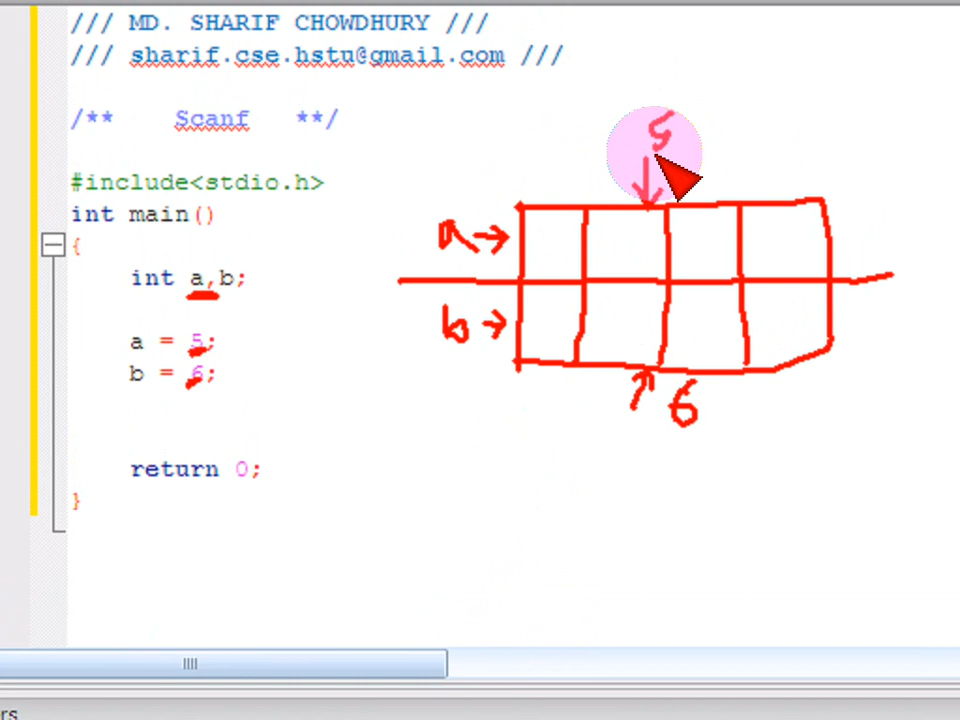 /// MD. SHARIF CHOWDHURY ///
/// sharif.cse.hstu@gmail.com ///
/** Scanf **/
#include<stdio.h>
int main()
{
int a,b;
a = 5;
b = 6;
return 0;
}
5
a
b
6
rs